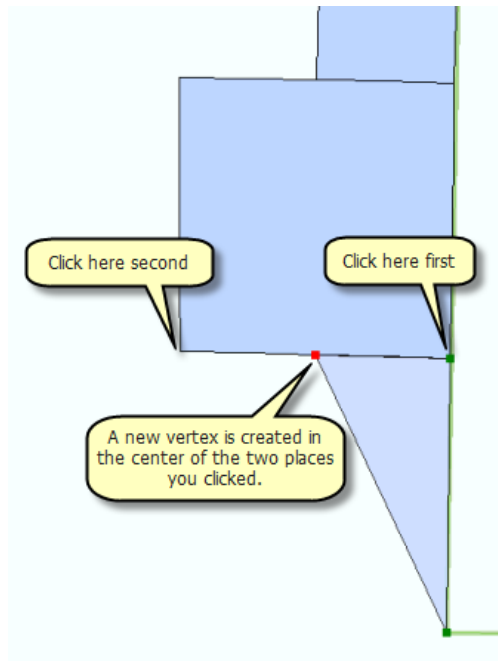 Click here second
Click here first
A new vertex is created in
the center of the two places
you clicked.